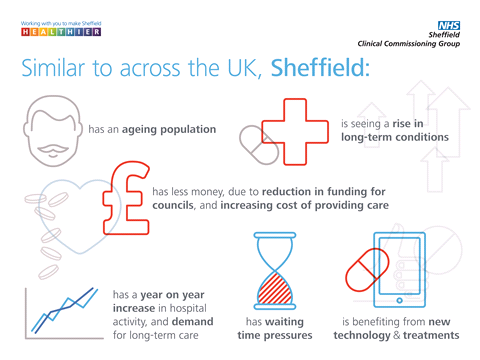 Working with you to make Sheffield
HEALTHIER
NHS
Sheffield
Clinical Commissioning Group
Similar to across the UK, Sheffield:
has an ageing population
is seeing a rise in
long-term conditions
£
has less money, due to reduction in funding for
councils, and increasing cost of providing care
has a year on year
increase in hospital
activity, and demand
for long-term care
has waiting
time pressures
&
is benefiting from new
technology & treatments